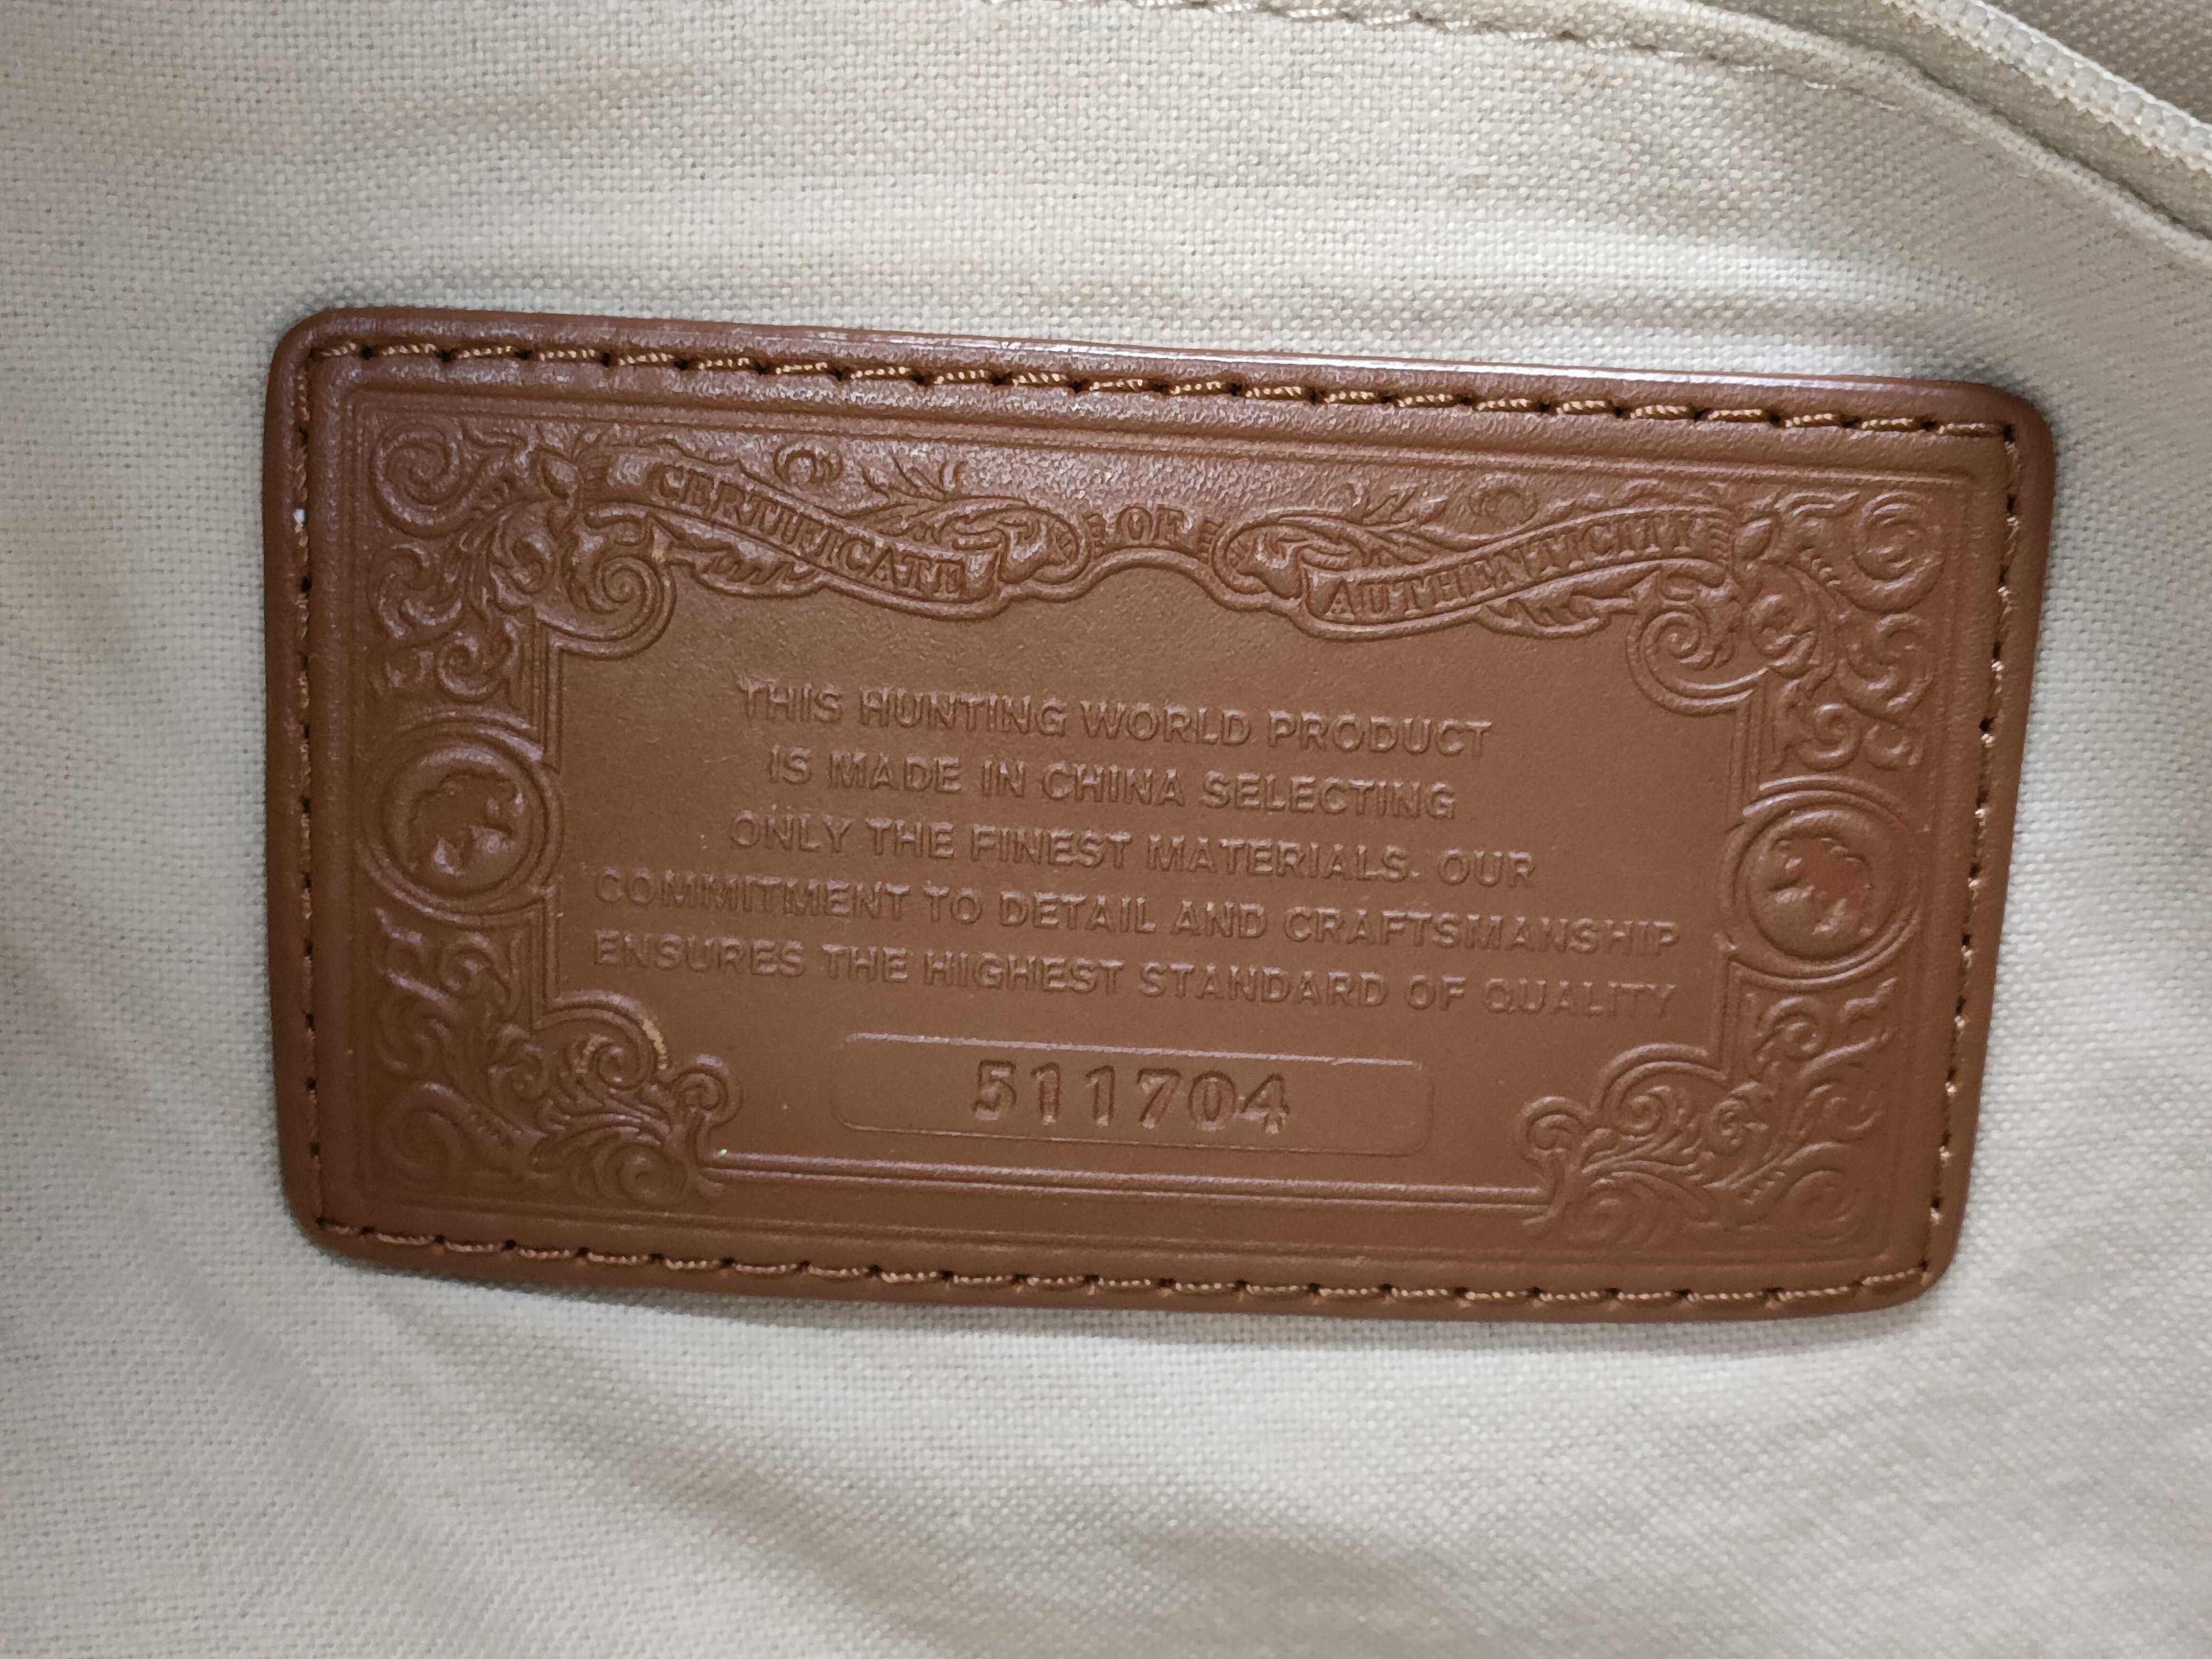 CERTIFICATE OF AUTHENTICITY
THIS HUNTING WORLD PRODUCT
IS MADE IN CHINA SELECTING
ONLY THE FINEST MATERIALS. OUR
COMMITMENT TO DETAIL AND CRAFTSMANSHIP
ENSURES THE HIGHEST STANDARD OF QUALITY
511704